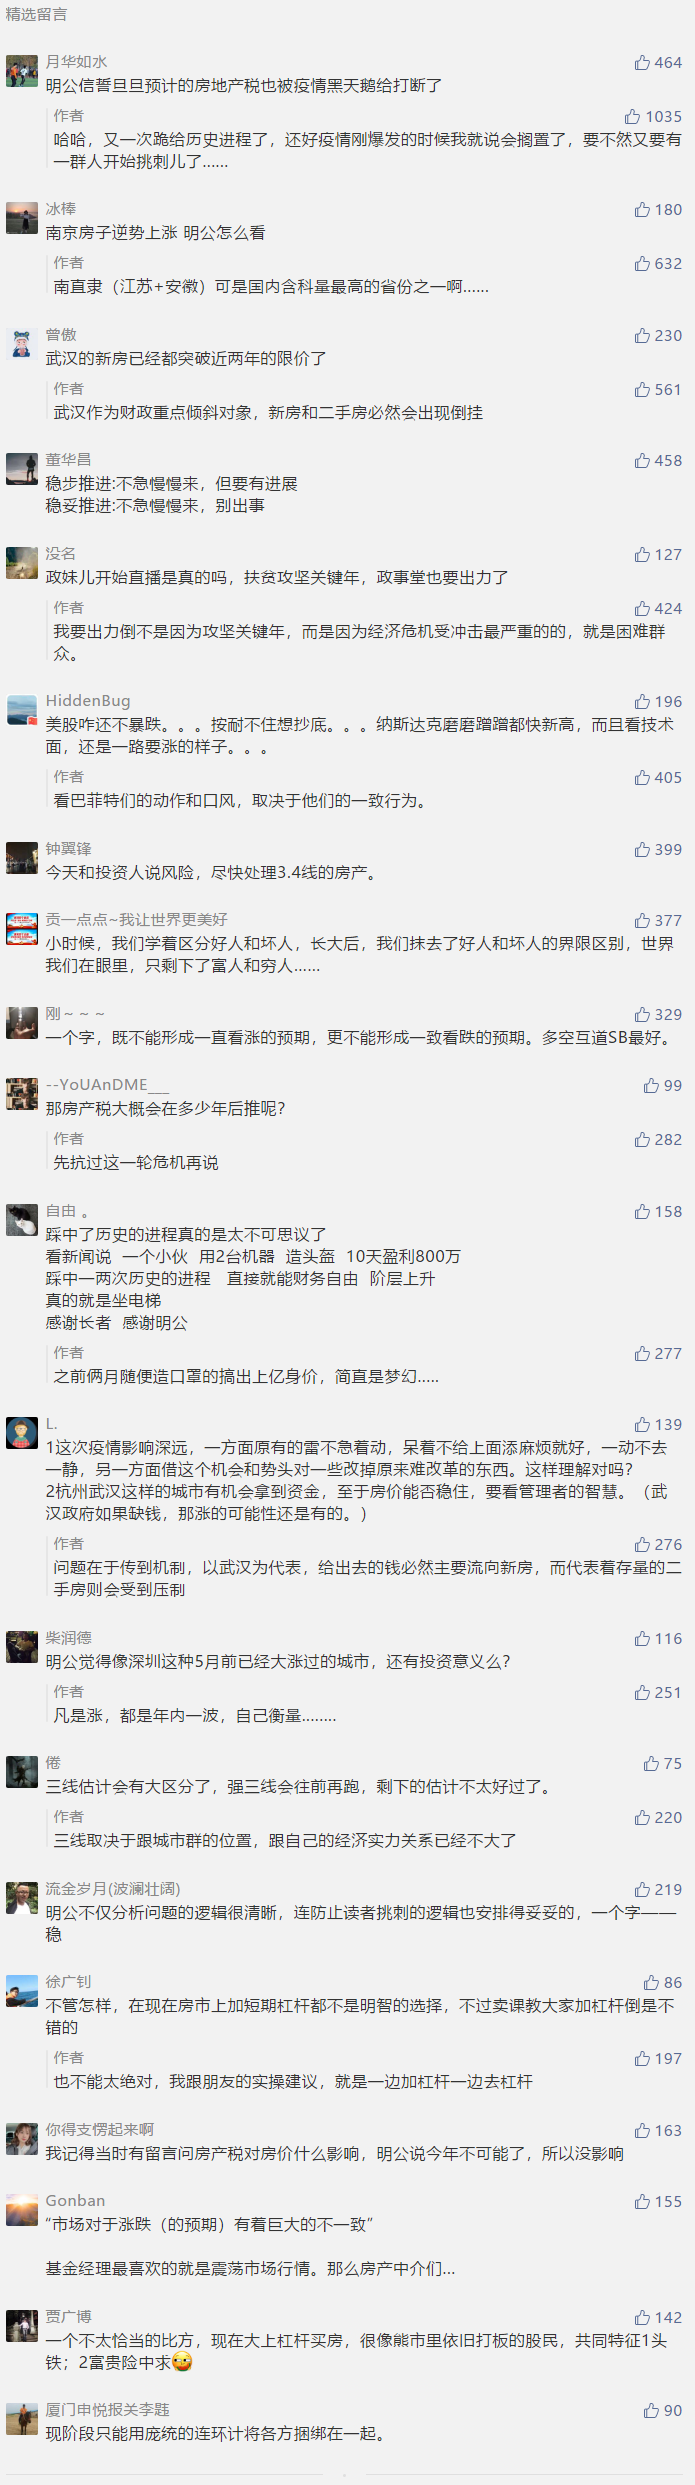 精选留言
月华如水
464
明公信誓旦旦预计的房地产税也被疫情黑天鹅给打断了
作者
1035
哈哈，又一次跪给历史进程了，还好疫情刚爆发的时候我就说会搁置了，要不然又要有
一群人开始挑刺儿了......
冰棒
180
南京房子逆势上涨 明公怎么看
作者
632
南直隶（江苏+安徽）可是国内含科量最高的省份之一啊......
曾傲
230
武汉的新房已经都突破近两年的限价了
作者
561
武汉作为财政重点倾斜对象，新房和二手房必然会出现倒挂
董华昌
458
稳步推进:不急慢慢来，但要有进展
稳妥推进:不急慢慢来，别出事
没名
127
政妹儿开始直播是真的吗，扶贫攻坚关键年，政事堂也要出力了
作者
424
我要出力倒不是因为攻坚关键年，而是因为经济危机受冲击最严重的的，就是困难群
众。
HiddenBug
196
美股咋还不暴跌。。。按耐不住想抄底。。。纳斯达克磨磨蹭蹭都快新高，而且看技术
面，还是一路要涨的样子。。。
作者
405
看巴菲特们的动作和口风，取决于他们的一致行为。
钟翼锋
399
今天和投资人说风险，尽快处理3.4线的房产。
贡一点点~我让世界更美好
377
小时候，我们学着区分好人和坏人，长大后，我们抹去了好人和坏人的界限区别，世界
我们在眼里，只剩下了富人和穷人......
刚～～～
329
一个字，既不能形成一直看涨的预期，更不能形成一致看跌的预期。多空互道SB最好。
--YoUAnDME___
99
那房产税大概会在多少年后推呢？
作者
282
先抗过这一轮危机再说
自由 。
158
踩中了历史的进程真的是太不可思议了
看新闻说 一个小伙 用2台机器 造头盔 10天盈利800万
踩中一两次历史的进程 直接就能财务自由 阶层上升
真的就是坐电梯
感谢长者 感谢明公
作者
277
之前俩月随便造口罩的搞出上亿身价，简直是梦幻.....
L.
139
1这次疫情影响深远，一方面原有的雷不急着动，呆着不给上面添麻烦就好，一动不去
一静，另一方面借这个机会和势头对一些改掉原来难改革的东西。这样理解对吗？
2杭州武汉这样的城市有机会拿到资金，至于房价能否稳住，要看管理者的智慧。（武
汉政府如果缺钱，那涨的可能性还是有的。）
作者
276
问题在于传到机制，以武汉为代表，给出去的钱必然主要流向新房，而代表着存量的二
手房则会受到压制
柴润德
116
明公觉得像深圳这种5月前已经大涨过的城市，还有投资意义么？
作者
251
凡是涨，都是年内一波，自己衡量........
倦
75
三线估计会有大区分了，强三线会往前再跑，剩下的估计不太好过了。
作者
220
三线取决于跟城市群的位置，跟自己的经济实力关系已经不大了
流金岁月(波澜壮阔)
219
明公不仅分析问题的逻辑很清晰，连防止读者挑刺的逻辑也安排得妥妥的，一个字——
稳
徐广钊
86
不管怎样，在现在房市上加短期杠杆都不是明智的选择，不过卖课教大家加杠杆倒是不
错的
作者
197
也不能太绝对，我跟朋友的实操建议，就是一边加杠杆一边去杠杆
你得支愣起来啊
163
我记得当时有留言问房产税对房价什么影响，明公说今年不可能了，所以没影响
Gonban
155
“市场对于涨跌（的预期）有着巨大的不一致”
基金经理最喜欢的就是震荡市场行情。那么房产中介们...
贾广博
142
一个不太恰当的比方，现在大上杠杆买房，很像熊市里依旧打板的股民，共同特征1头
铁；2富贵险中求
厦门申悦报关李韪
90
现阶段只能用庞统的连环计将各方捆绑在一起。